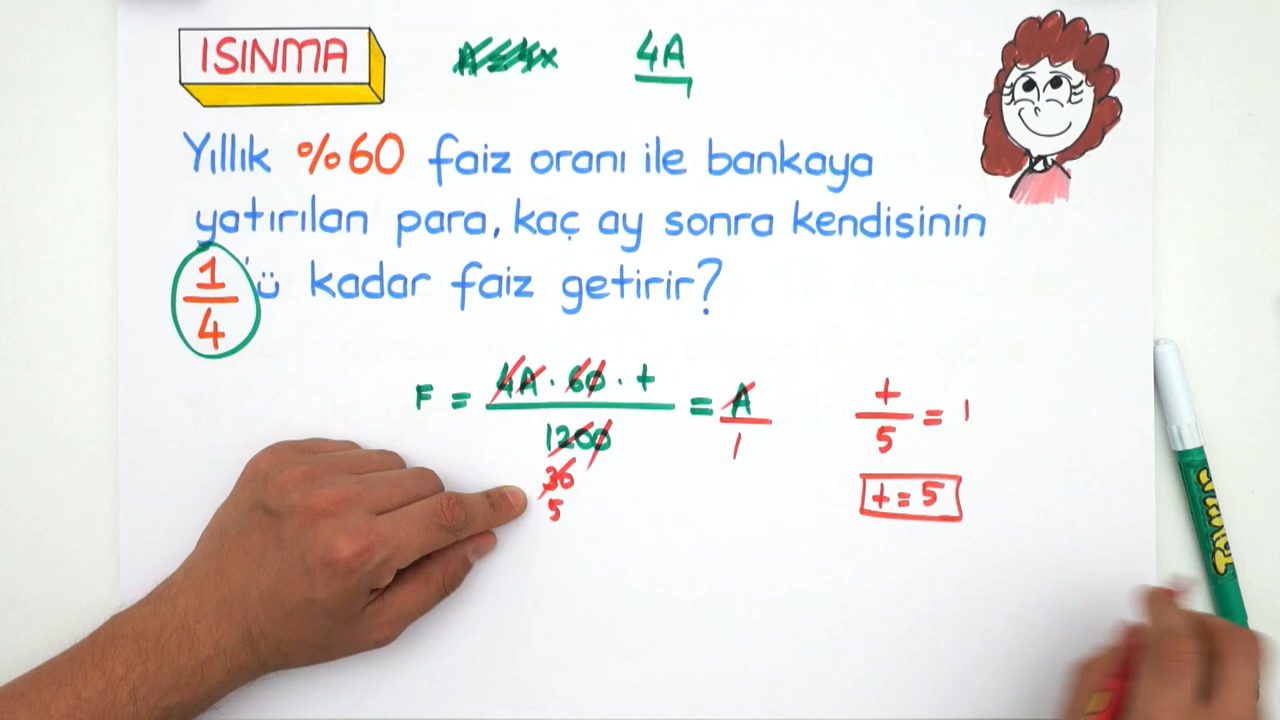 ISINMA
4A
Yıllık %60 faiz oranı ile bankaya
yatırılan para, kaç ay sonra kendisinin
1/4'ü kadar faiz getirir?
F = 4A · 60 · t / 1200 = A / 1
t / 5 = 1
5
t = 5